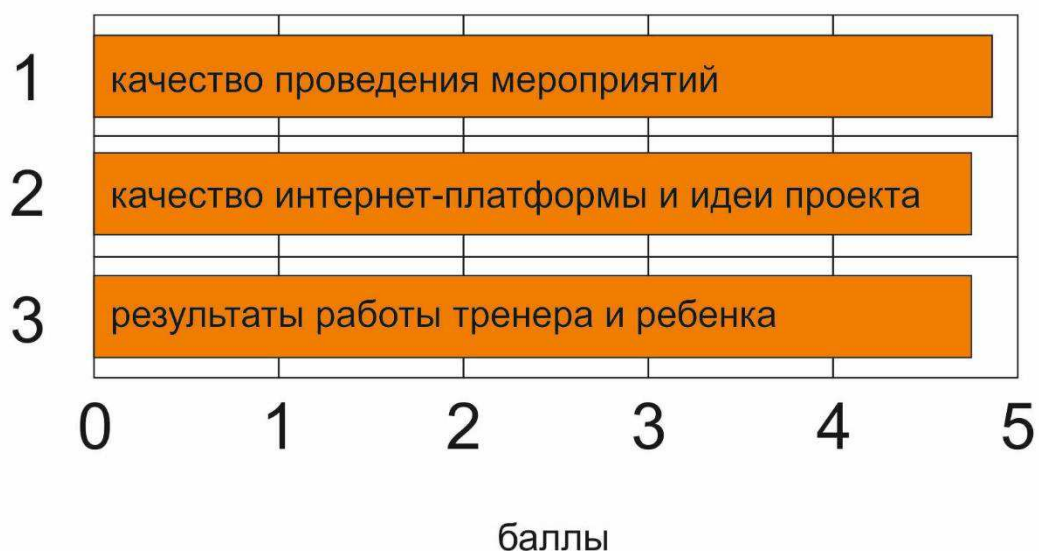 1 качество проведения мероприятий
2 качество интернет-платформы и идеи проекта
3 результаты работы тренера и ребенка
0 1 2 3 4 5
баллы